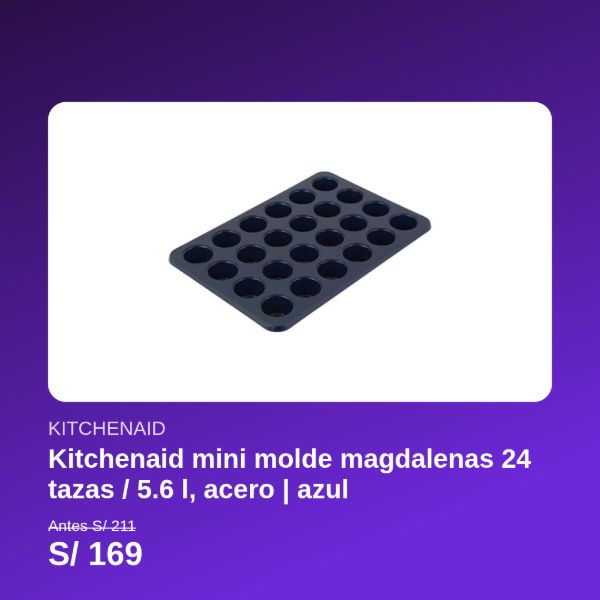 KITCHENAID
Kitchenaid mini molde magdalenas 24
tazas / 5.6 l, acero | azul
Antes S/ 211
S/ 169